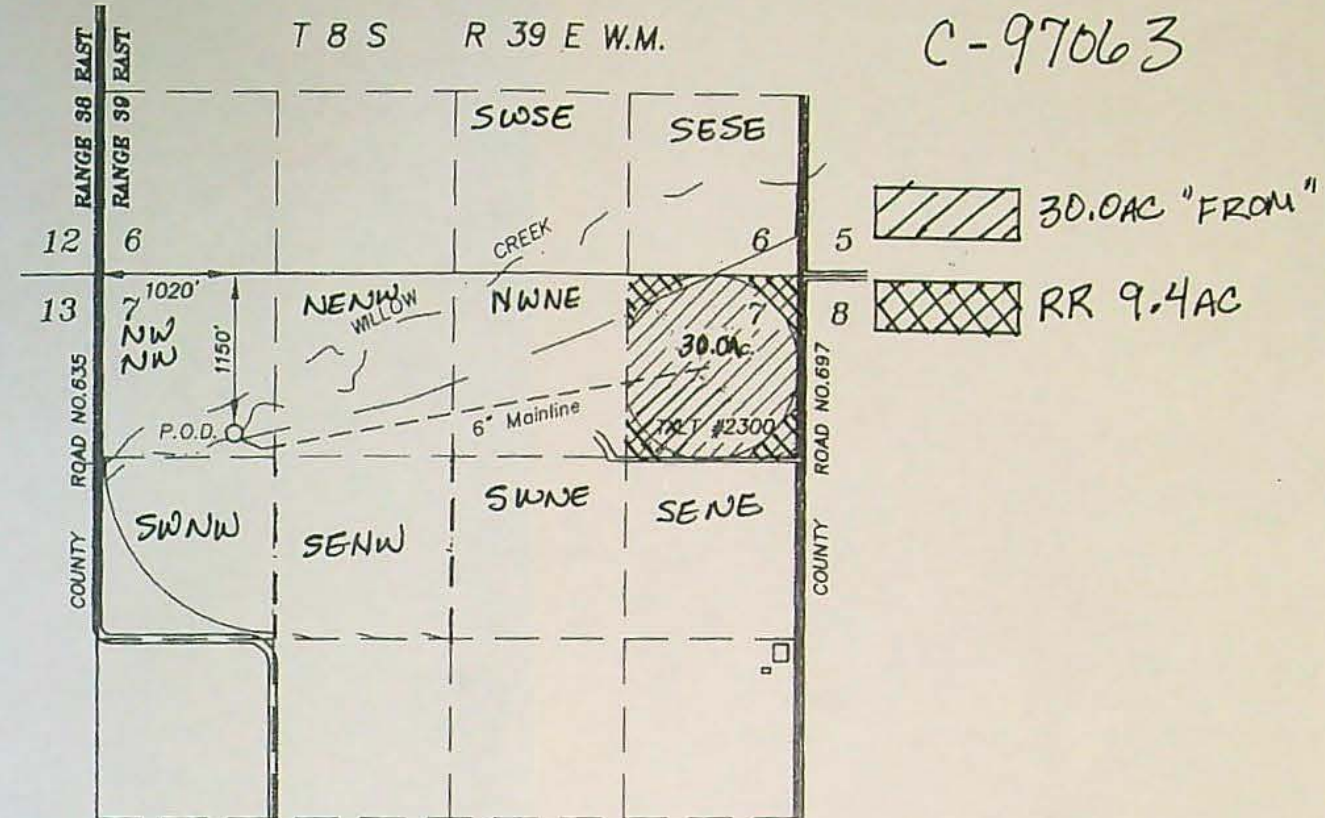 T 8 S R 39 E W.M.
C-97063
RANGE 38 EAST
RANGE 39 EAST
SWSE
SESE
30.0AC "FROM"
CREEK
12 6
6 5
RR 9.4AC
13 7
1020'
NENW
NWNE
7 8
NW
WILLOW
NW
1150'
30.0Ac.
P.O.D.
6" Mainline
TXLT #2300
COUNTY ROAD NO.635
COUNTY ROAD NO.697
SWNW
SENW
SWNE
SENE